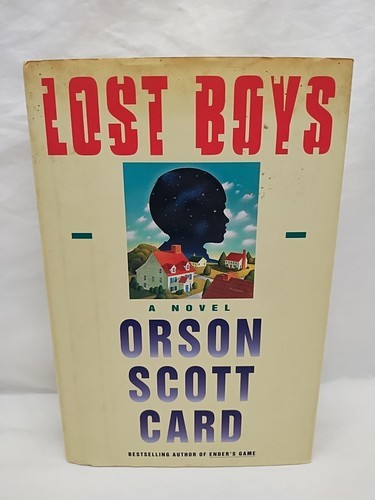 LOST BOYS
A NOVEL
ORSON
SCOTT
CARD
BESTSELLING AUTHOR OF ENDER'S GAME